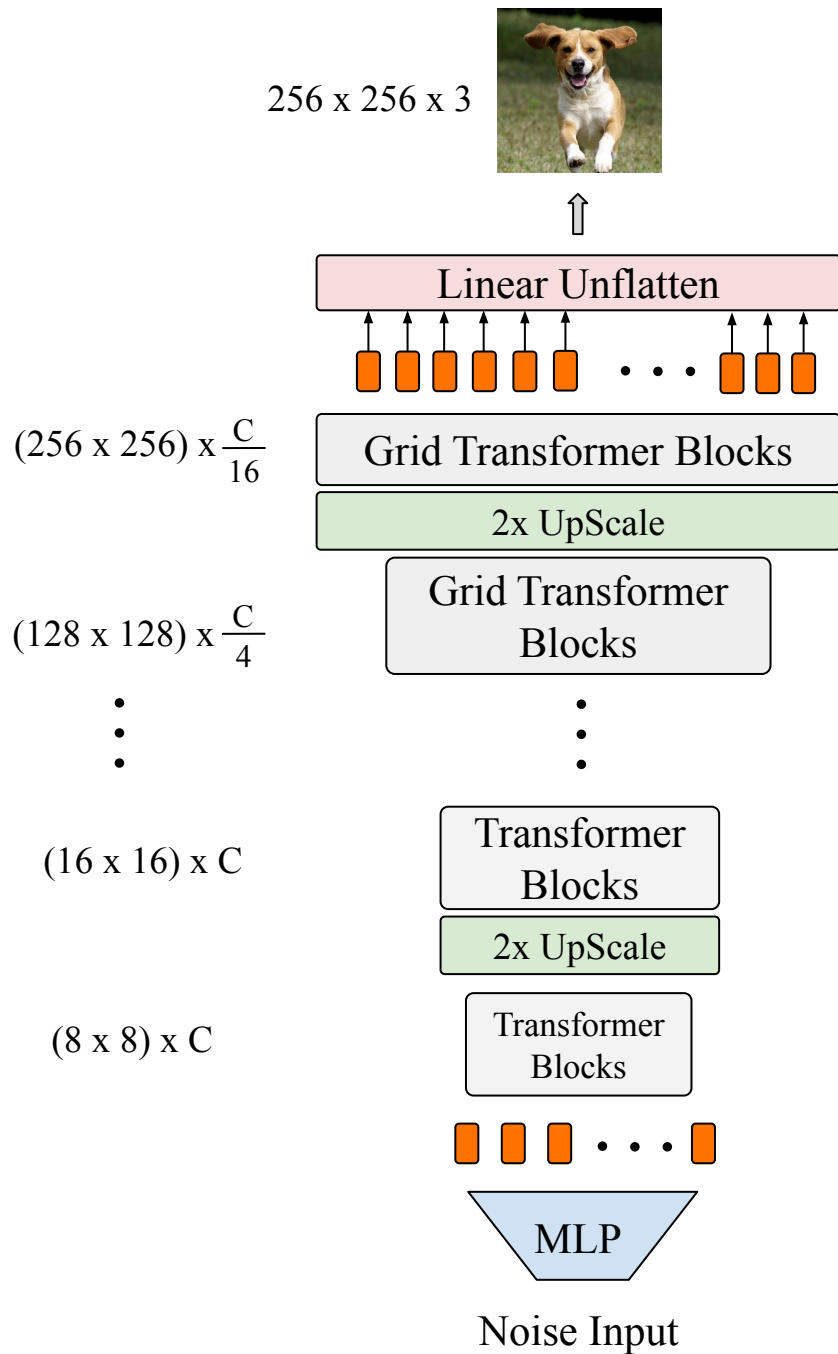 256 x 256 x 3
Linear Unflatten
(256 x 256) x C/16
Grid Transformer Blocks
2x UpScale
Grid Transformer
Blocks
(128 x 128) x C/4
Transformer
Blocks
(16 x 16) x C
2x UpScale
Transformer
Blocks
(8 x 8) x C
MLP
Noise Input